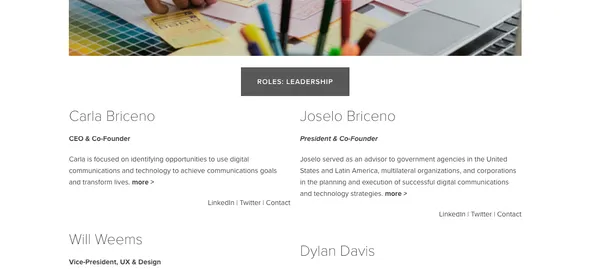 ROLES: LEADERSHIP
Carla Briceno
CEO & Co-Founder
Carla is focused on identifying opportunities to use digital
communications and technology to achieve communications goals
and transform lives. more >
LinkedIn | Twitter | Contact
Joselo Briceno
President & Co-Founder
Joselo served as an advisor to government agencies in the United
States and Latin America, multilateral organizations, and corporations
in the planning and execution of successful digital communications
and technology strategies. more >
LinkedIn | Twitter | Contact
Will Weems
Vice-President, UX & Design
Dylan Davis